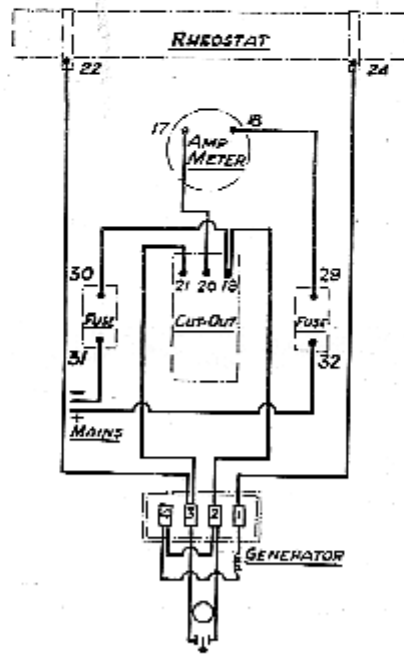 RHEOSTAT
22
24
17
18
AMP
METER
30
29
21 20 19
FUSE
CUT-OUT
FUSE
31
32
-
+
MAINS
4 3 2 1
GENERATOR